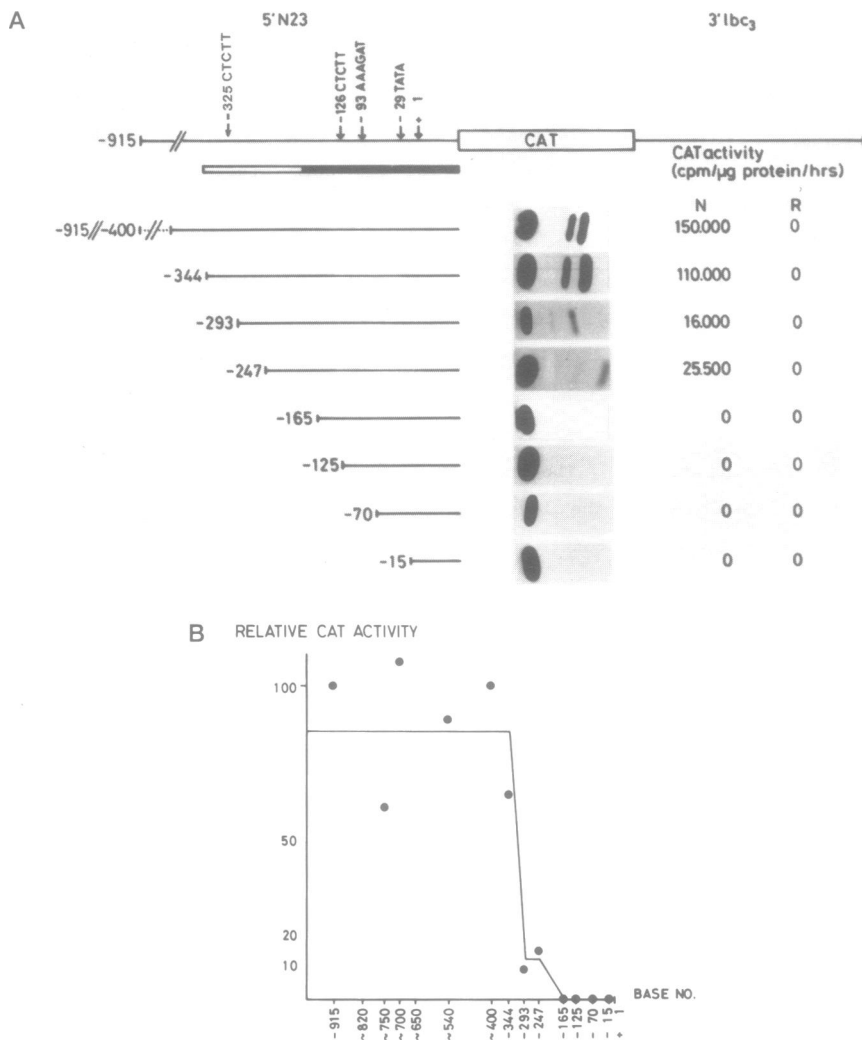 A
5'N23
3'lbc₃
-325 CTCTT
-126 CTCTT
-93 AAAGAT
-29 TATA
+1
-915
CAT
CAT activity
(cpm/µg protein/hrs)
N R
-915//-400 150.000 0
-344 110.000 0
-293 16.000 0
-247 25.500 0
-165 0 0
-125 0 0
-70 0 0
-15 0 0
B RELATIVE CAT ACTIVITY
100
50
20
10
BASE NO.
-915
~820
~750
~700
~650
~540
~400
-344
-293
-247
-165
-125
-70
-15
+1